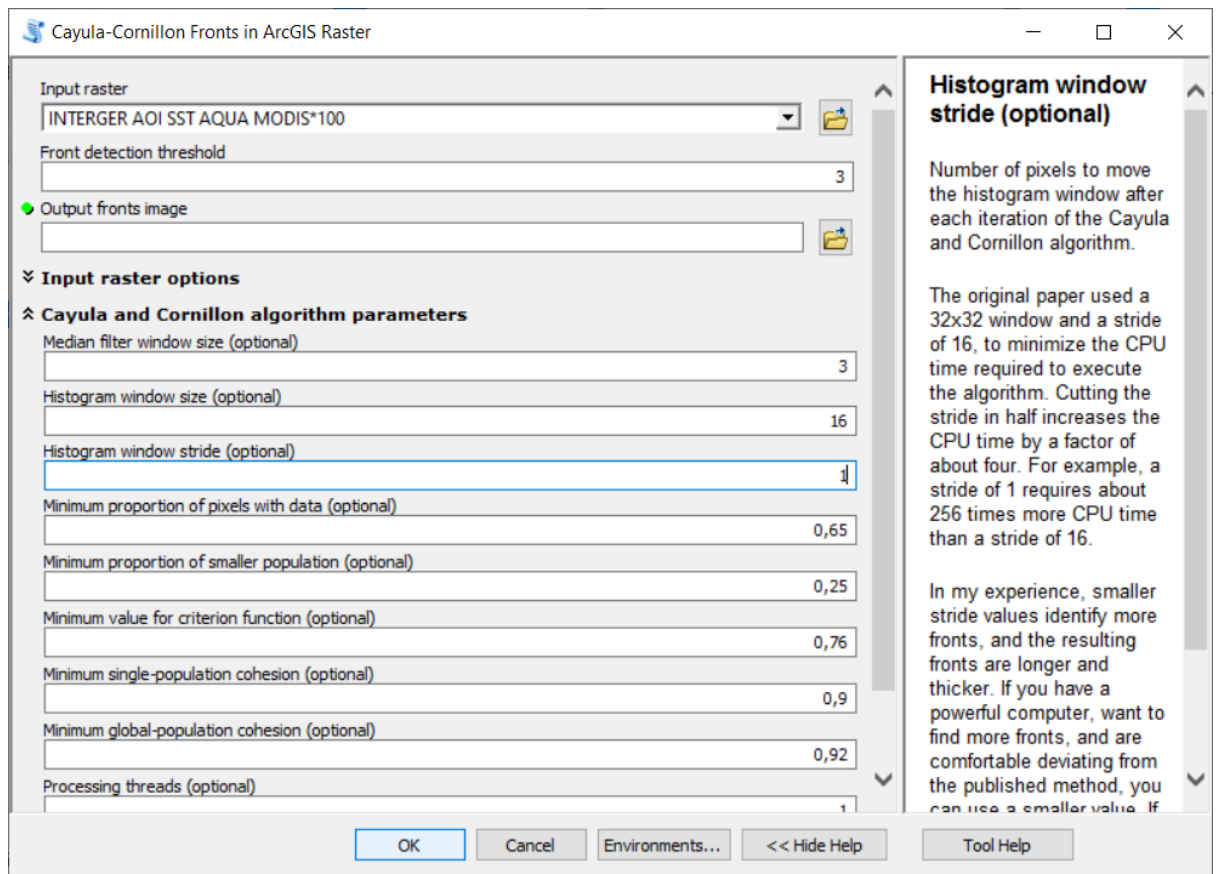 Cayula-Cornillon Fronts in ArcGIS Raster
Input raster
INTERGER AOI SST AQUA MODIS*100
Front detection threshold
3
Output fronts image
Input raster options
Cayula and Cornillon algorithm parameters
Median filter window size (optional)
3
Histogram window size (optional)
16
Histogram window stride (optional)
1
Minimum proportion of pixels with data (optional)
0,65
Minimum proportion of smaller population (optional)
0,25
Minimum value for criterion function (optional)
0,76
Minimum single-population cohesion (optional)
0,9
Minimum global-population cohesion (optional)
0,92
Processing threads (optional)
1
Histogram window
stride (optional)
Number of pixels to move
the histogram window after
each iteration of the Cayula
and Cornillon algorithm.
The original paper used a
32x32 window and a stride
of 16, to minimize the CPU
time required to execute
the algorithm. Cutting the
stride in half increases the
CPU time by a factor of
about four. For example, a
stride of 1 requires about
256 times more CPU time
than a stride of 16.
In my experience, smaller
stride values identify more
fronts, and the resulting
fronts are longer and
thicker. If you have a
powerful computer, want to
find more fronts, and are
comfortable deviating from
the published method, you
can use a smaller value. If
OK
Cancel
Environments...
<< Hide Help
Tool Help